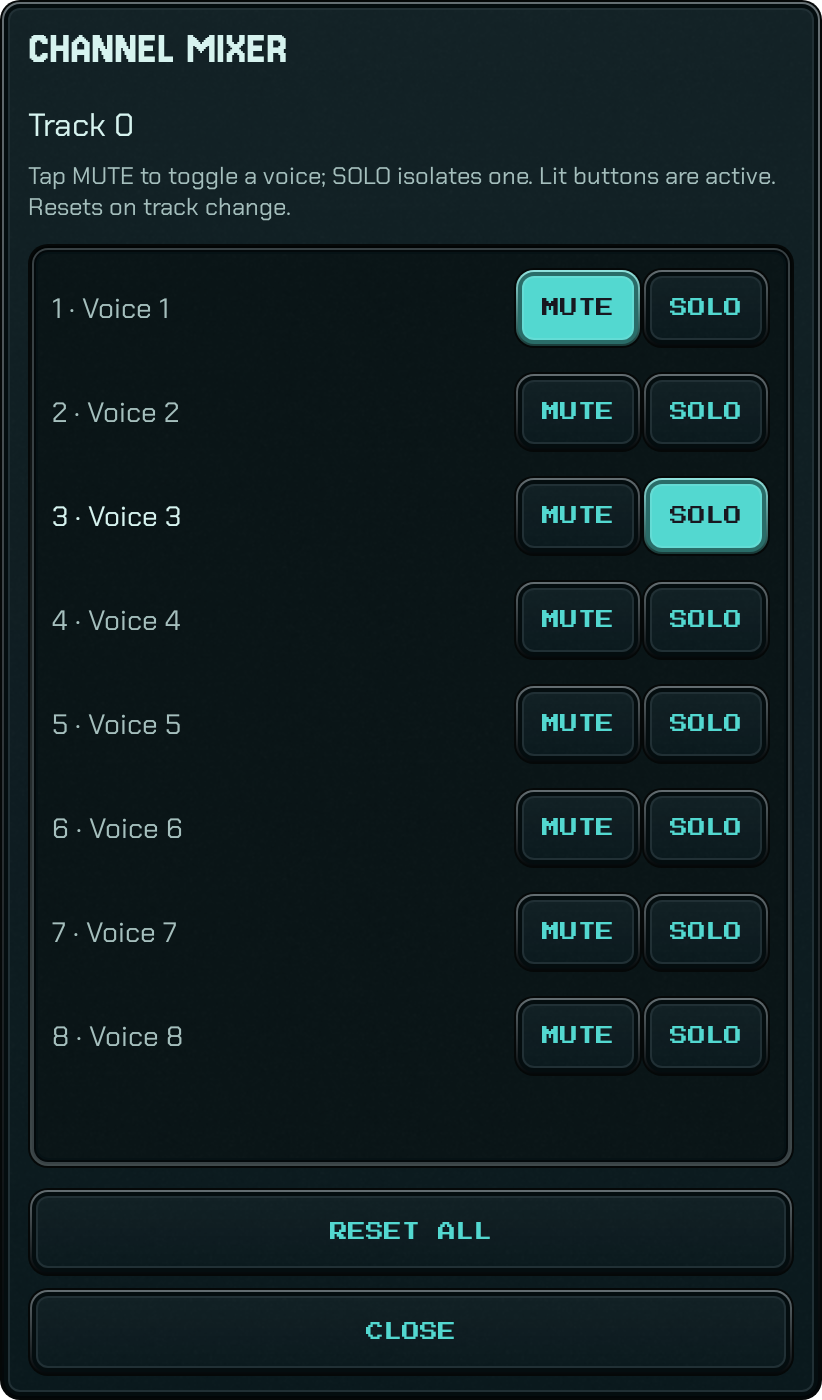 CHANNEL MIXER
Track 0
Tap MUTE to toggle a voice; SOLO isolates one. Lit buttons are active.
Resets on track change.
1 · Voice 1 MUTE SOLO
2 · Voice 2 MUTE SOLO
3 · Voice 3 MUTE SOLO
4 · Voice 4 MUTE SOLO
5 · Voice 5 MUTE SOLO
6 · Voice 6 MUTE SOLO
7 · Voice 7 MUTE SOLO
8 · Voice 8 MUTE SOLO
RESET ALL
CLOSE